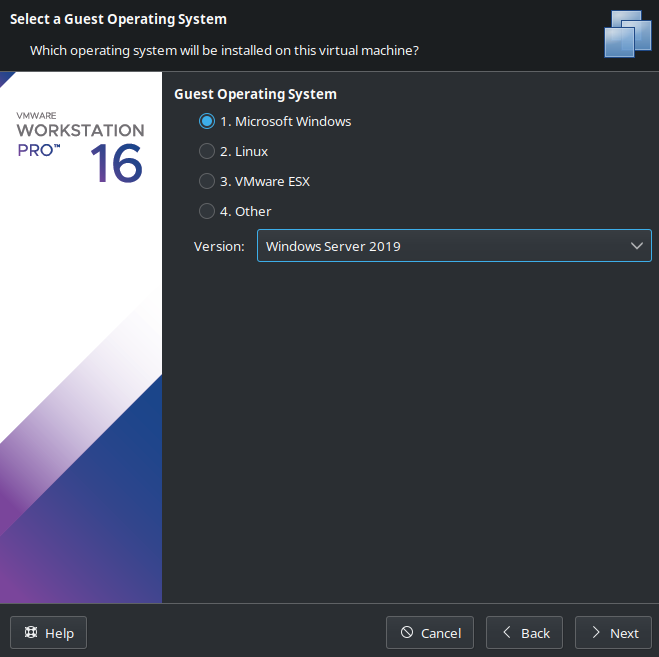 Select a Guest Operating System
Which operating system will be installed on this virtual machine?
VMWARE
WORKSTATION
PRO™ 16
Guest Operating System
1. Microsoft Windows
2. Linux
3. VMware ESX
4. Other
Version: Windows Server 2019
Help Cancel Back Next